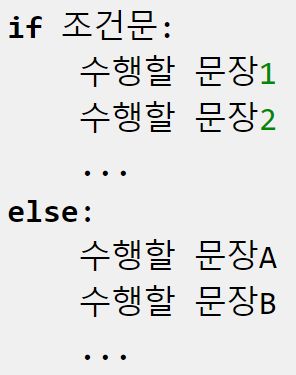 if 조건문:
    수행할 문장1
    수행할 문장2
    ...
else:
    수행할 문장A
    수행할 문장B
    ...